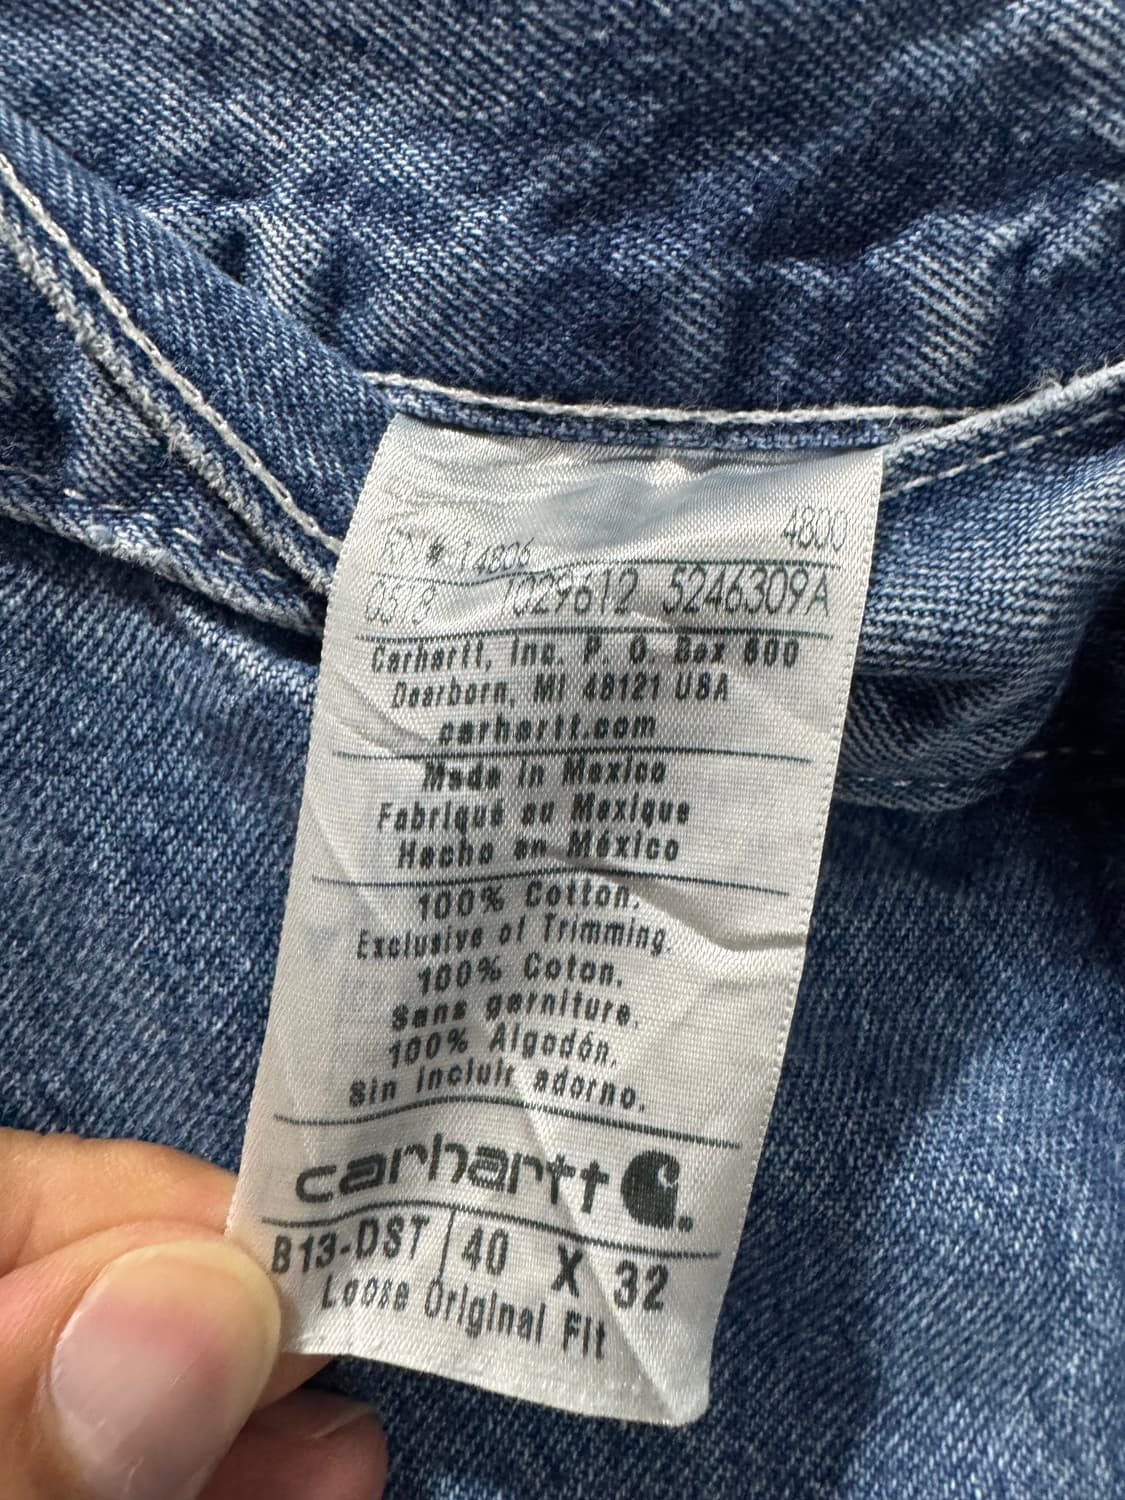 RN # 14806 4800
0518 1029612 5246309A
Carhartt, Inc. P. O. Box 600
Dearborn, MI 48121 USA
carhartt.com
Made in Mexico
Fabriqué au Mexique
Hecho en México
100% Cotton.
Exclusive of Trimming.
100% Coton.
Sans garniture.
100% Algodón.
Sin incluir adorno.
carhartt
B13-DST 40 X 32
Loose Original Fit